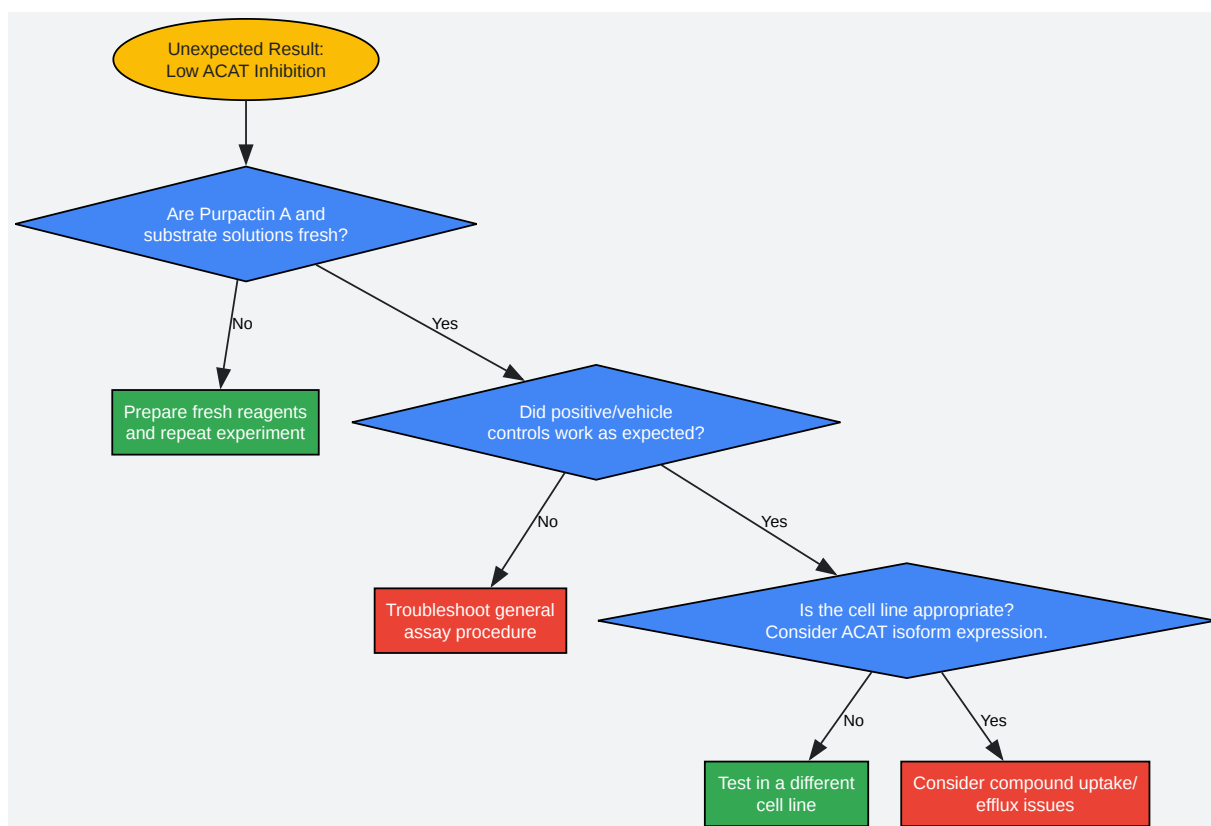 Unexpected Result:
Low ACAT Inhibition
Are Purpactin A and
substrate solutions fresh?
No
Yes
Prepare fresh reagents
and repeat experiment
Did positive/vehicle
controls work as expected?
No
Yes
Troubleshoot general
assay procedure
Is the cell line appropriate?
Consider ACAT isoform expression.
No
Yes
Test in a different
cell line
Consider compound uptake/
efflux issues